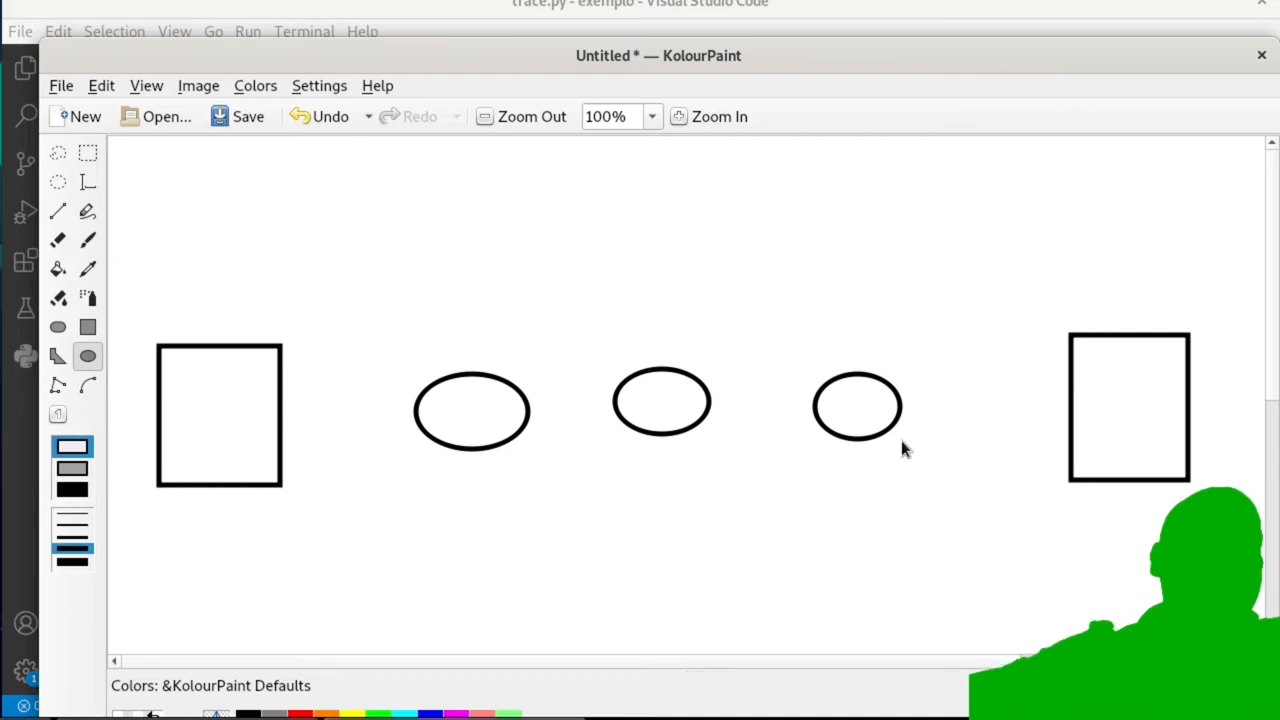 trace.py - exemplo - Visual Studio Code
File Edit Selection View Go Run Terminal Help
Untitled * — KolourPaint
File Edit View Image Colors Settings Help
New Open... Save Undo Redo Zoom Out 100% Zoom In
1
Colors: &KolourPaint Defaults